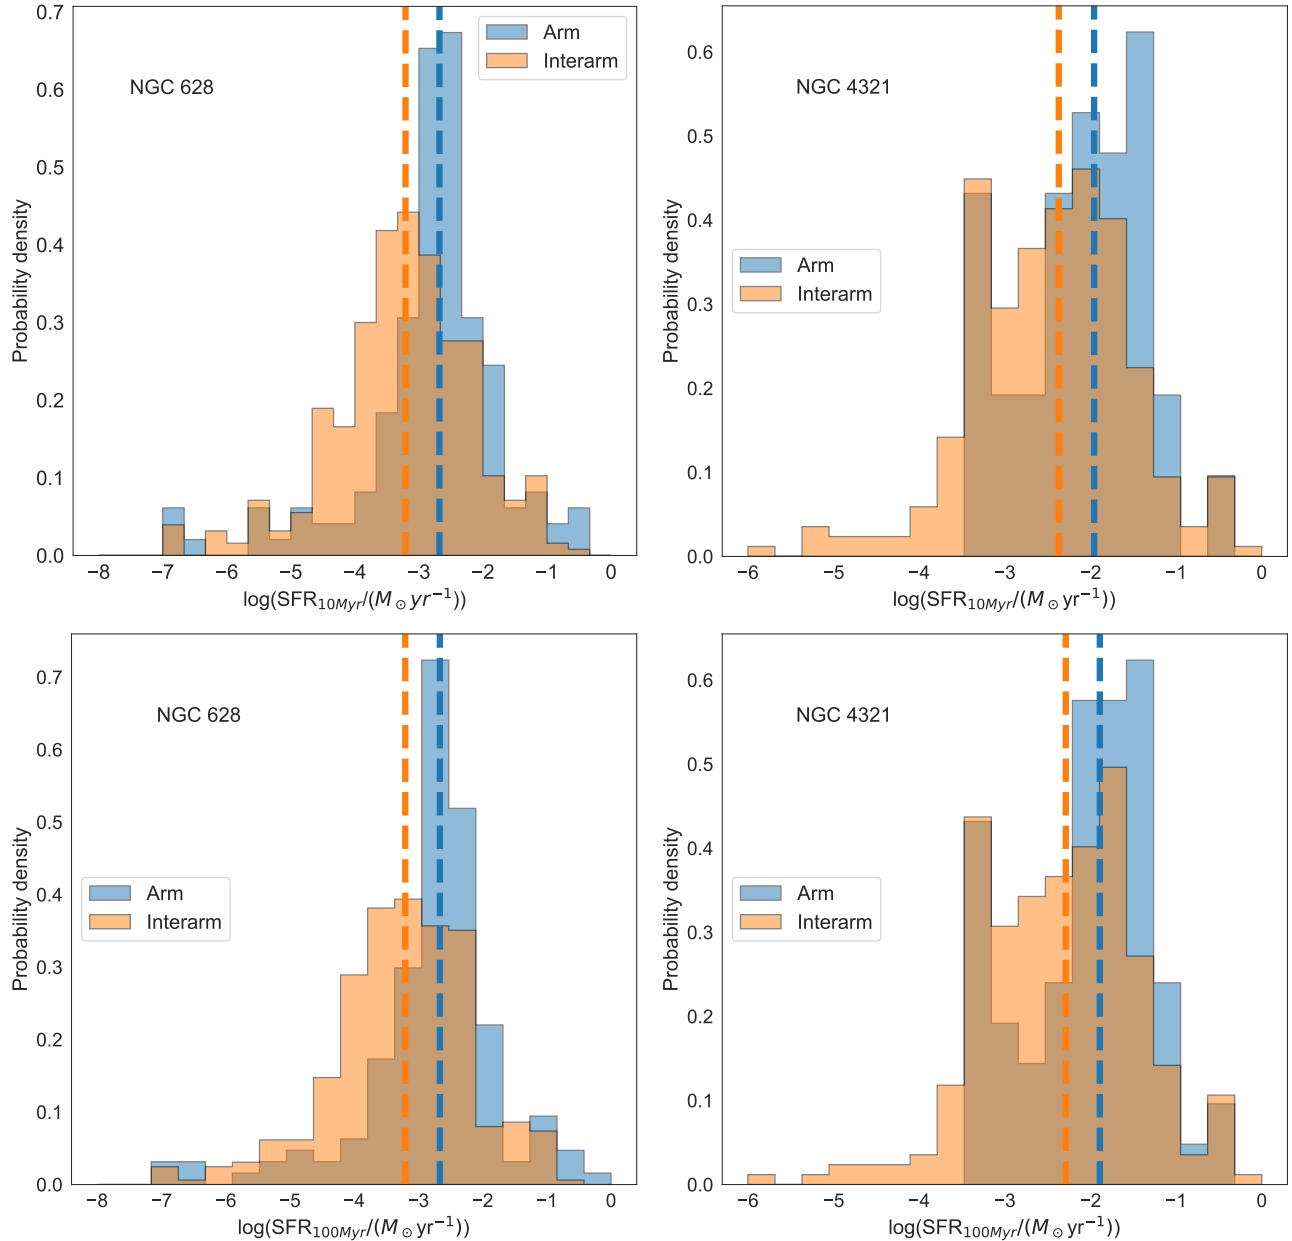 0.7
0.6
0.5
0.4
0.3
0.2
0.1
0.0
Probability density
NGC 628
Arm
Interarm
−8 −7 −6 −5 −4 −3 −2 −1 0
log(SFR10Myr/(M⊙yr−1))
0.6
0.5
0.4
0.3
0.2
0.1
0.0
Probability density
NGC 4321
Arm
Interarm
−6 −5 −4 −3 −2 −1 0
log(SFR10Myr/(M⊙yr−1))
0.7
0.6
0.5
0.4
0.3
0.2
0.1
0.0
Probability density
NGC 628
Arm
Interarm
−8 −7 −6 −5 −4 −3 −2 −1 0
log(SFR100Myr/(M⊙yr−1))
0.6
0.5
0.4
0.3
0.2
0.1
0.0
Probability density
NGC 4321
Arm
Interarm
−6 −5 −4 −3 −2 −1 0
log(SFR100Myr/(M⊙yr−1))